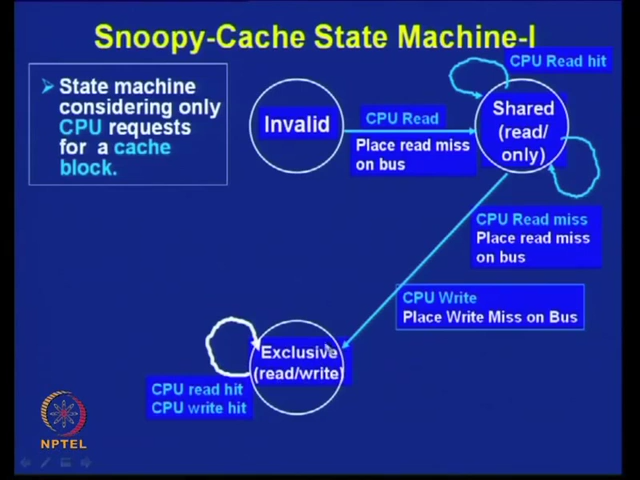 Snoopy-Cache State Machine-I
State machine
considering only
CPU requests
for a cache
block.
Invalid
CPU Read
Place read miss
on bus
CPU Read hit
Shared
(read/
only)
CPU Read miss
Place read miss
on bus
CPU Write
Place Write Miss on Bus
Exclusive
(read/write)
CPU read hit
CPU write hit
NPTEL